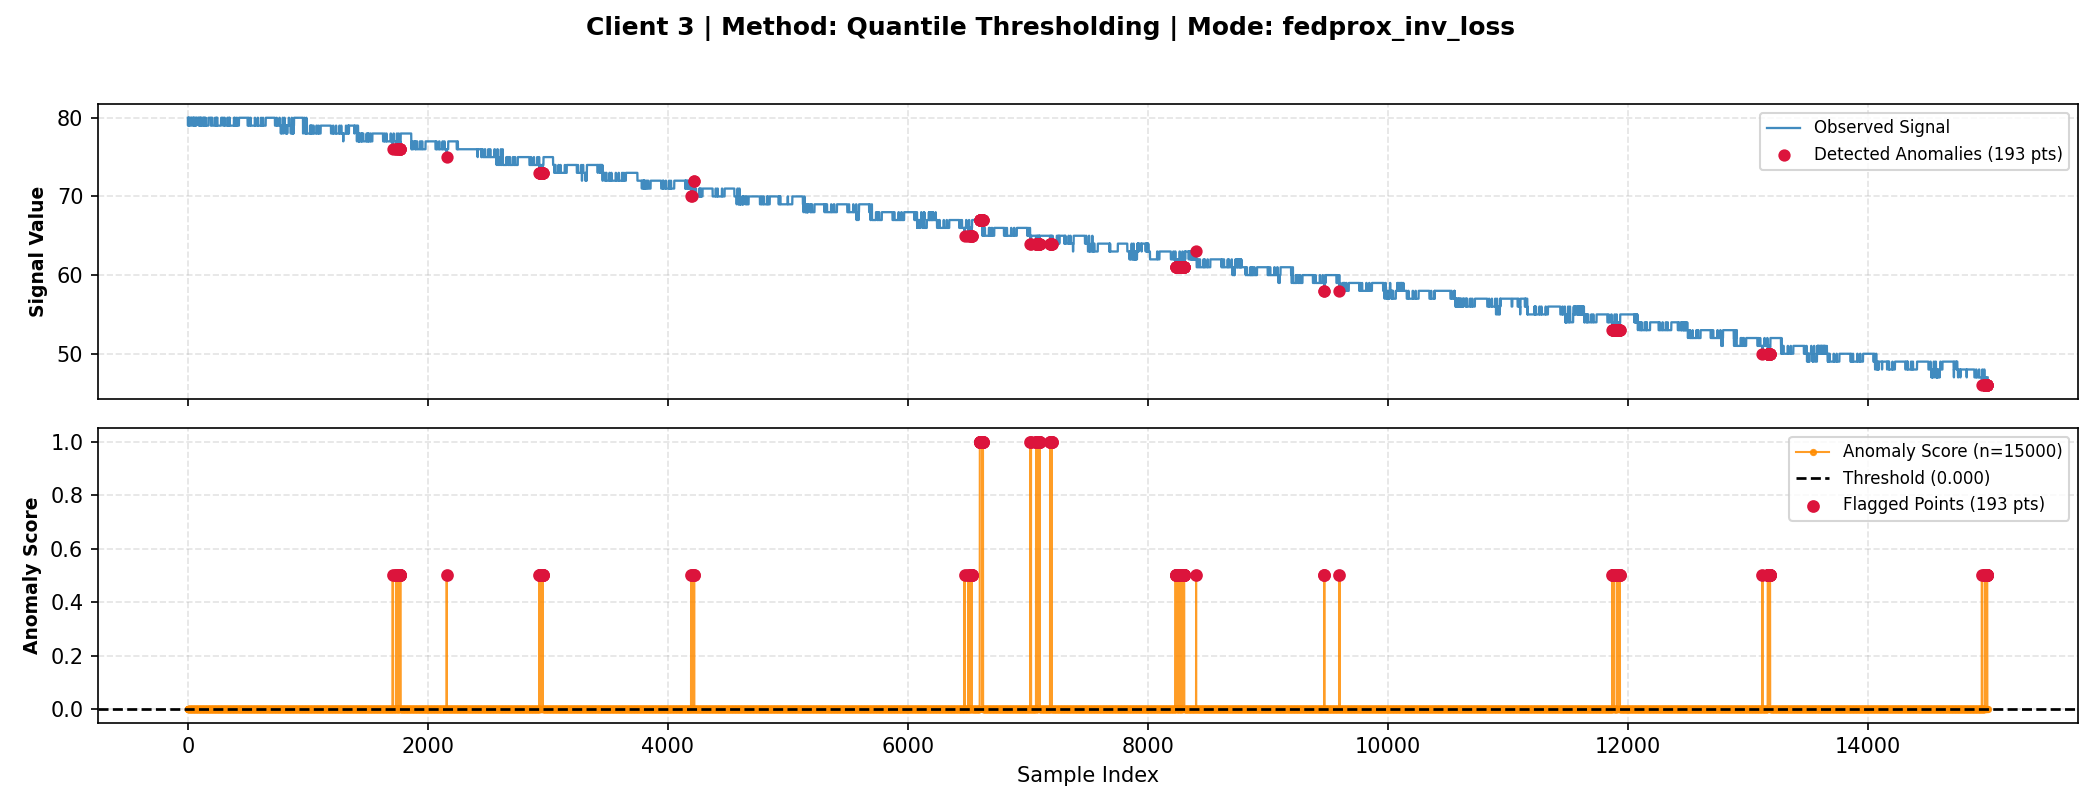 Client 3 | Method: Quantile Thresholding | Mode: fedprox_inv_loss
80
70
60
50
Signal Value
Observed Signal
Detected Anomalies (193 pts)
1.0
0.8
0.6
0.4
0.2
0.0
Anomaly Score
Anomaly Score (n=15000)
Threshold (0.000)
Flagged Points (193 pts)
0 2000 4000 6000 8000 10000 12000 14000
Sample Index